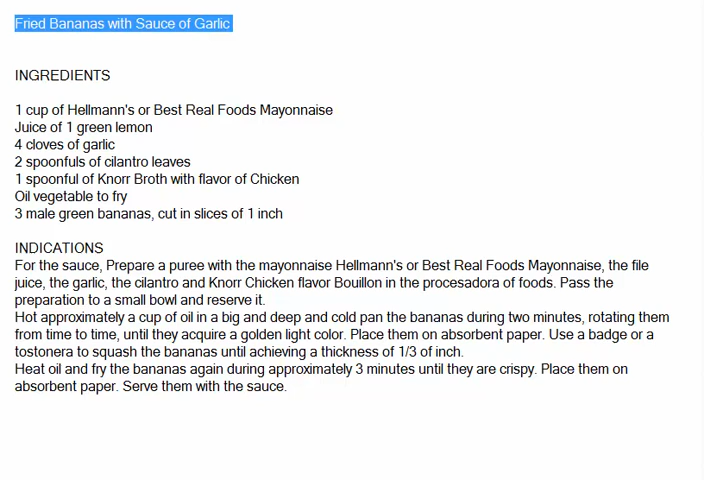 Fried Bananas with Sauce of Garlic
INGREDIENTS
1 cup of Hellmann's or Best Real Foods Mayonnaise
Juice of 1 green lemon
4 cloves of garlic
2 spoonfuls of cilantro leaves
1 spoonful of Knorr Broth with flavor of Chicken
Oil vegetable to fry
3 male green bananas, cut in slices of 1 inch
INDICATIONS
For the sauce, Prepare a puree with the mayonnaise Hellmann's or Best Real Foods Mayonnaise, the file
juice, the garlic, the cilantro and Knorr Chicken flavor Bouillon in the procesadora of foods. Pass the
preparation to a small bowl and reserve it.
Hot approximately a cup of oil in a big and deep and cold pan the bananas during two minutes, rotating them
from time to time, until they acquire a golden light color. Place them on absorbent paper. Use a badge or a
tostonera to squash the bananas until achieving a thickness of 1/3 of inch.
Heat oil and fry the bananas again during approximately 3 minutes until they are crispy. Place them on
absorbent paper. Serve them with the sauce.